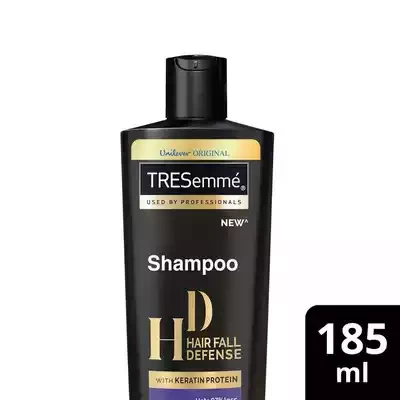 Unilever ORIGINAL
TRESemmé
USED BY PROFESSIONALS
NEW^
Shampoo
HD
HAIR FALL
DEFENSE
WITH KERATIN PROTEIN
185
ml